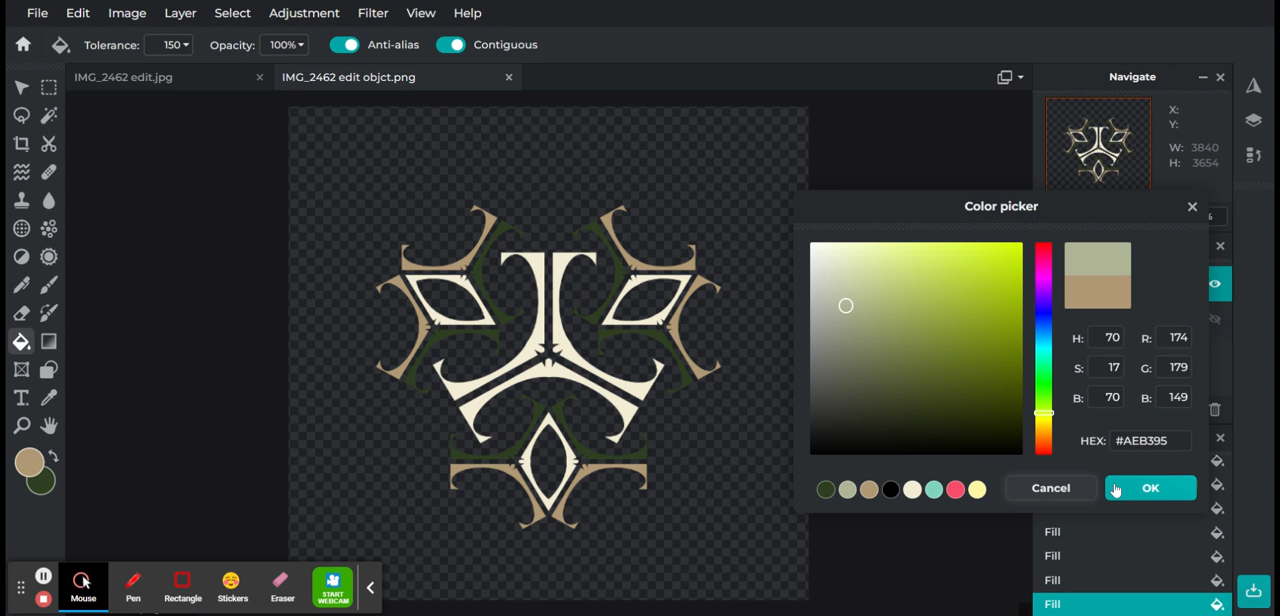 File Edit Image Layer Select Adjustment Filter View Help
Tolerance: 150 Opacity: 100% Anti-alias Contiguous
IMG_2462 edit.jpg × IMG_2462 edit objct.png × Navigate
X:
Y:
W: 3840
H: 3654
%
Color picker
H: 70 R: 174
S: 17 G: 179
B: 70 B: 149
HEX: #AEB395
Cancel OK
Fill
Fill
Fill
Fill
Mouse Pen Rectangle Stickers Eraser START
WEBCAM